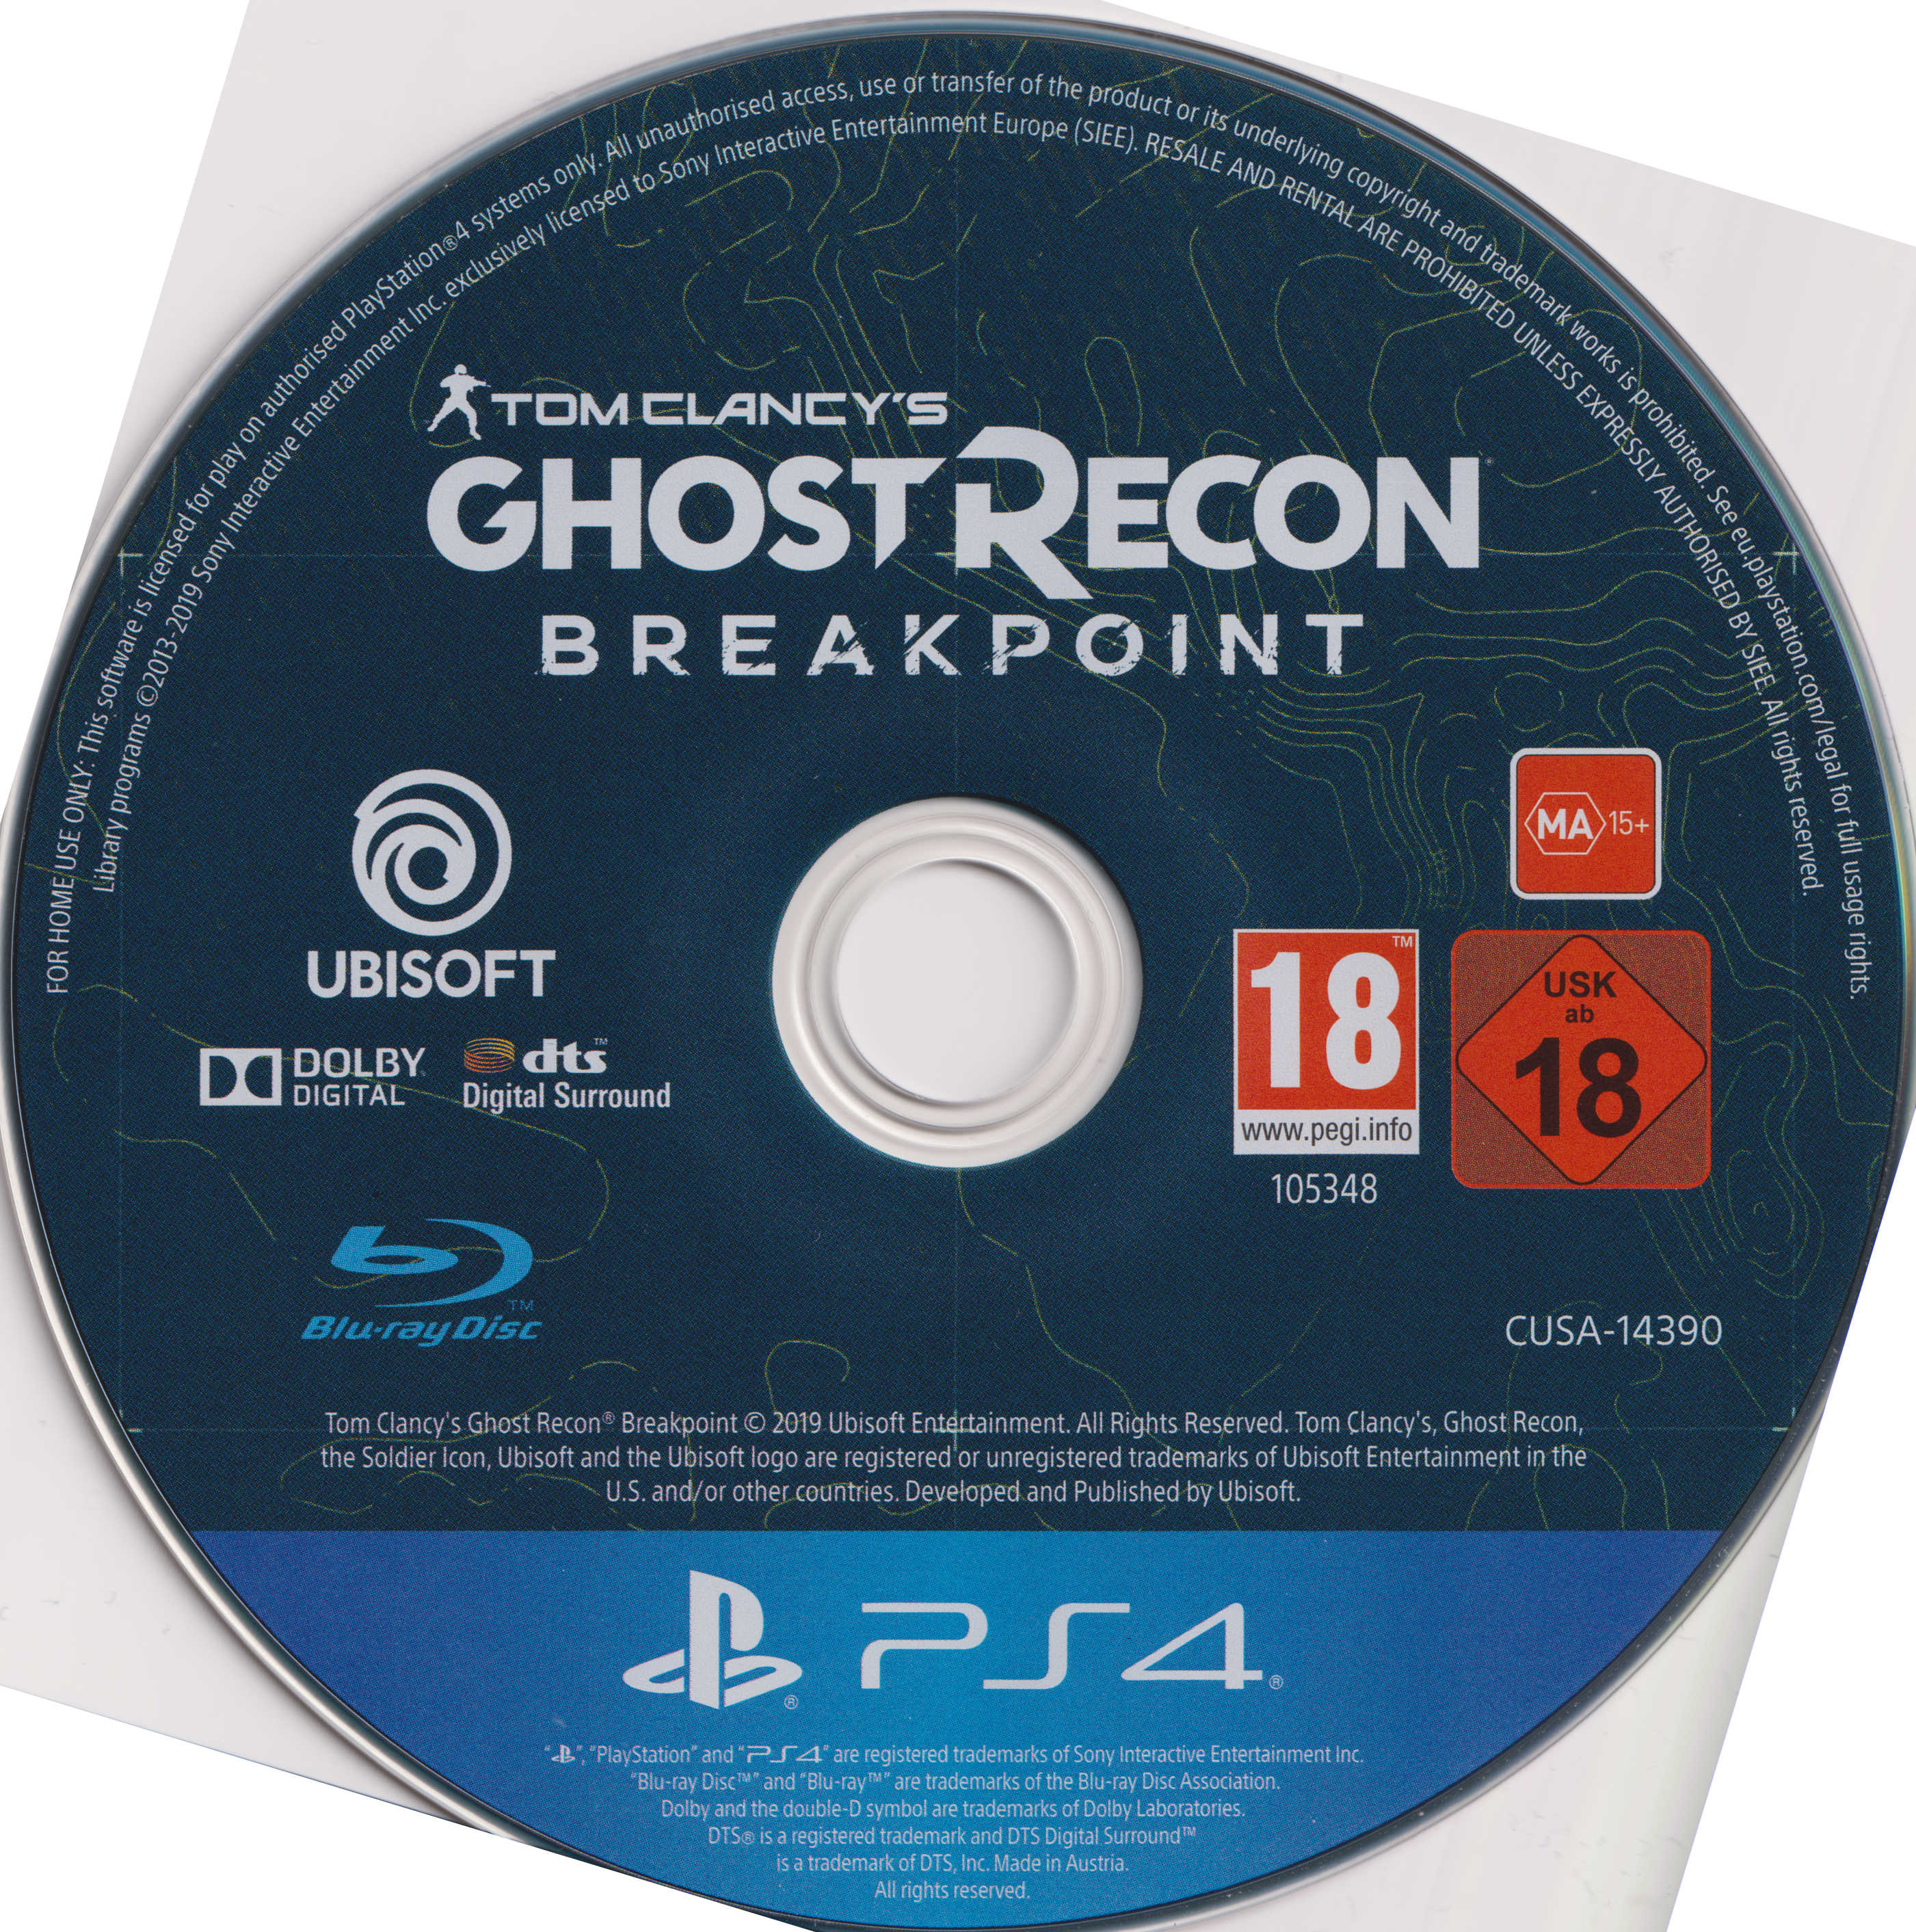 FOR HOME USE ONLY: This software is licensed for play on authorised PlayStation®4 systems only. All unauthorised access, use or transfer of the product or its underlying copyright and trademark works is prohibited. See eu.playstation.com/legal for full usage rights.
Library programs ©2013-2019 Sony Interactive Entertainment Inc. exclusively licensed to Sony Interactive Entertainment Europe (SIEE). RESALE AND RENTAL ARE PROHIBITED UNLESS EXPRESSLY AUTHORISED BY SIEE. All rights reserved.
TOM CLANCY'S
GHOST RECON
BREAKPOINT
UBISOFT
MA 15+
DOLBY
DIGITAL
dts™
Digital Surround
18™
www.pegi.info
105348
USK
ab
18
Blu-ray Disc™
CUSA-14390
Tom Clancy's Ghost Recon® Breakpoint © 2019 Ubisoft Entertainment. All Rights Reserved. Tom Clancy's, Ghost Recon,
the Soldier Icon, Ubisoft and the Ubisoft logo are registered or unregistered trademarks of Ubisoft Entertainment in the
U.S. and/or other countries. Developed and Published by Ubisoft.
® PS4®
"", "PlayStation" and "PS4" are registered trademarks of Sony Interactive Entertainment Inc.
"Blu-ray Disc™" and "Blu-ray™" are trademarks of the Blu-ray Disc Association.
Dolby and the double-D symbol are trademarks of Dolby Laboratories.
DTS® is a registered trademark and DTS Digital Surround™
is a trademark of DTS, Inc. Made in Austria.
All rights reserved.